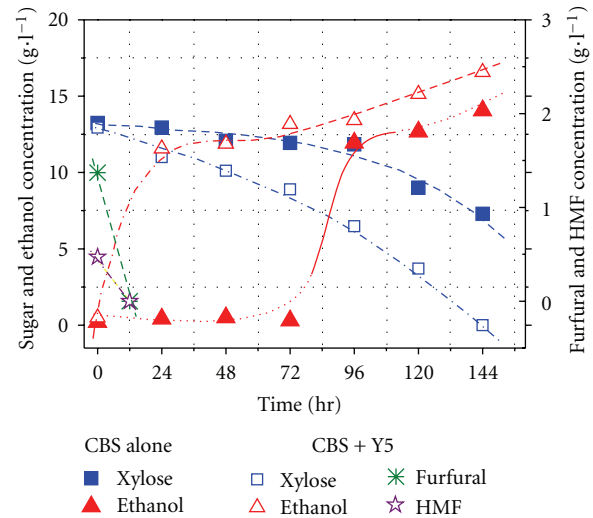 20
15
10
5
0
Sugar and ethanol concentration (g·l⁻¹)
3
2
1
0
Furfural and HMF concentration (g·l⁻¹)
0 24 48 72 96 120 144
Time (hr)
CBS alone CBS + Y5
Xylose Xylose Furfural
Ethanol Ethanol HMF